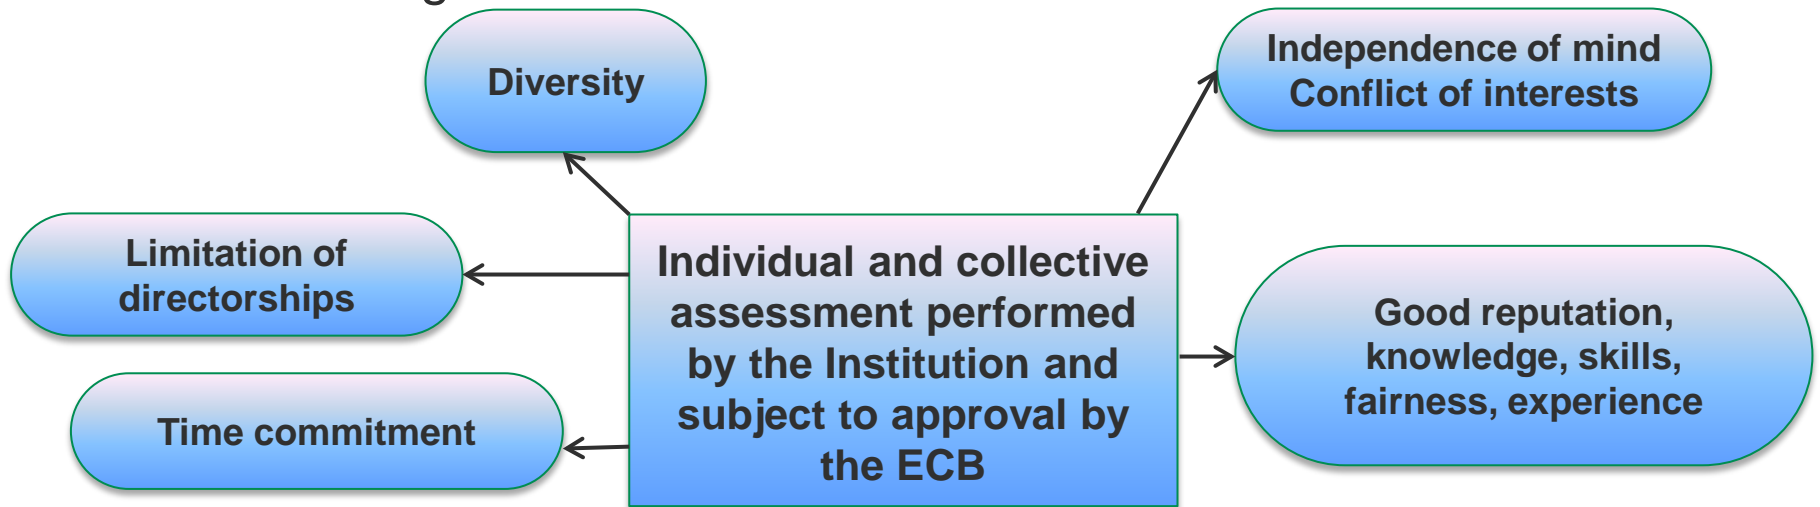 Diversity
Independence of mind
Conflict of interests
Limitation of
directorships
Individual and collective
assessment performed
by the Institution and
subject to approval by
the ECB
Good reputation,
knowledge, skills,
fairness, experience
Time commitment